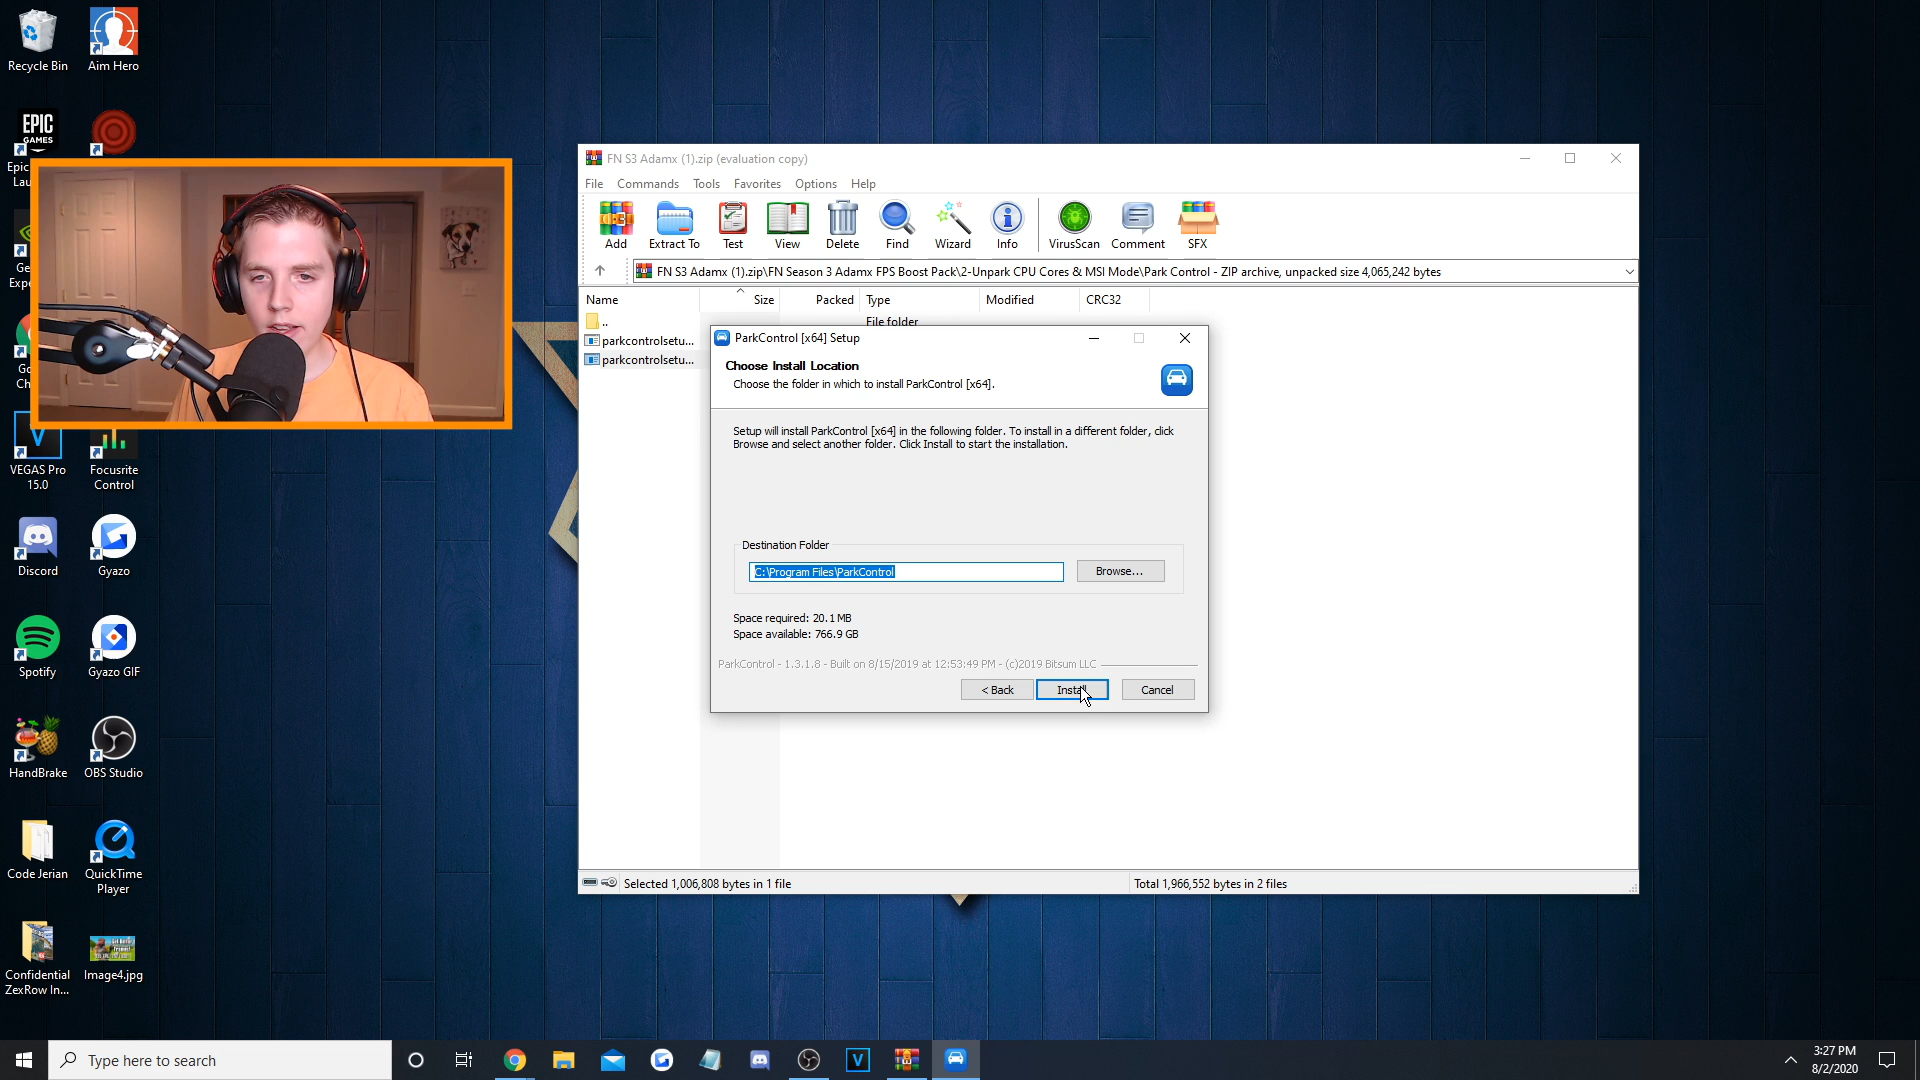 Recycle Bin
Aim Hero
EPIC
GAMES
Epic
Lau
Ge
Expe
Go
Ch
VEGAS Pro
15.0
Focusrite
Control
Discord
Gyazo
Spotify
Gyazo GIF
HandBrake
OBS Studio
Code Jerian
QuickTime
Player
Confidential
ZexRow In...
Image4.jpg
FN S3 Adamx (1).zip (evaluation copy)
File Commands Tools Favorites Options Help
Add Extract To Test View Delete Find Wizard Info VirusScan Comment SFX
FN S3 Adamx (1).zip\FN Season 3 Adamx FPS Boost Pack\2-Unpark CPU Cores & MSI Mode\Park Control - ZIP archive, unpacked size 4,065,242 bytes
Name Size Packed Type Modified CRC32
.. File folder
parkcontrolsetu...
parkcontrolsetu...
ParkControl [x64] Setup
Choose Install Location
Choose the folder in which to install ParkControl [x64].
Setup will install ParkControl [x64] in the following folder. To install in a different folder, click
Browse and select another folder. Click Install to start the installation.
Destination Folder
C:\Program Files\ParkControl
Browse...
Space required: 20.1 MB
Space available: 766.9 GB
ParkControl - 1.3.1.8 - Built on 8/15/2019 at 12:53:49 PM - (c)2019 Bitsum LLC
< Back Install Cancel
Selected 1,006,808 bytes in 1 file
Total 1,966,552 bytes in 2 files
Type here to search
3:27 PM
8/2/2020